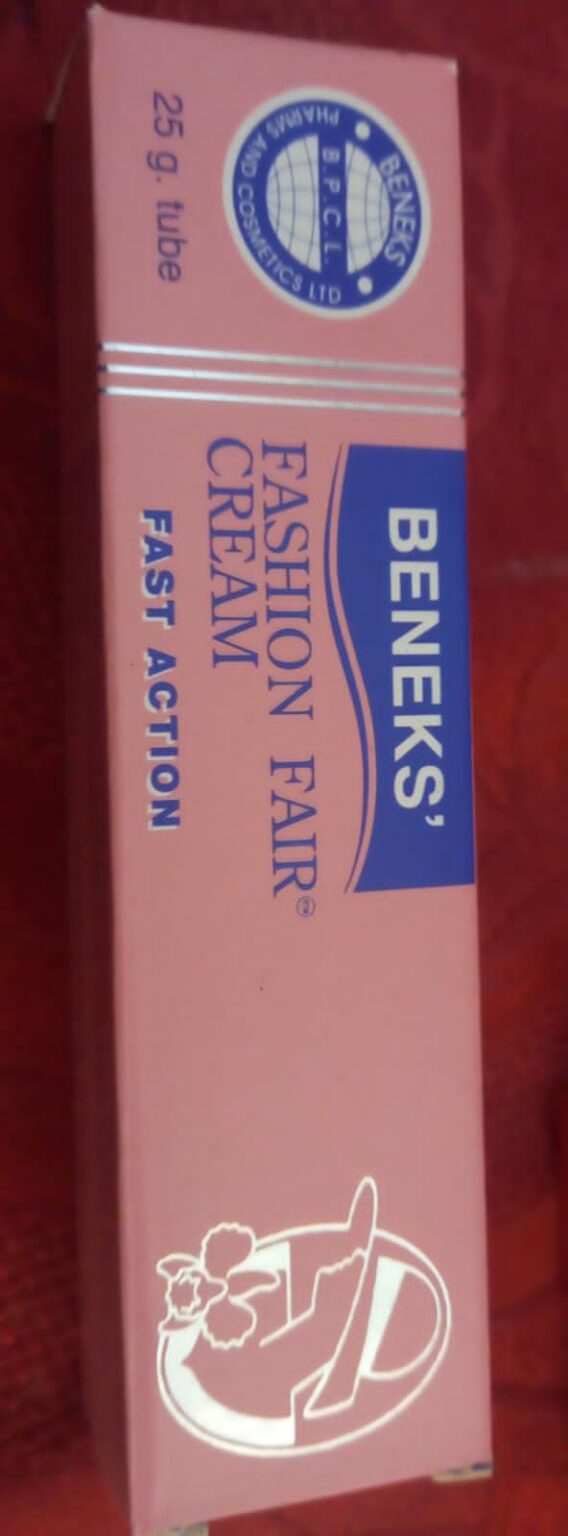 BENEKS
B.P.C.L.
PHARMS AND COSMETICS LTD
25 g. tube
BENEKS'
FASHION FAIR
CREAM
FAST ACTION